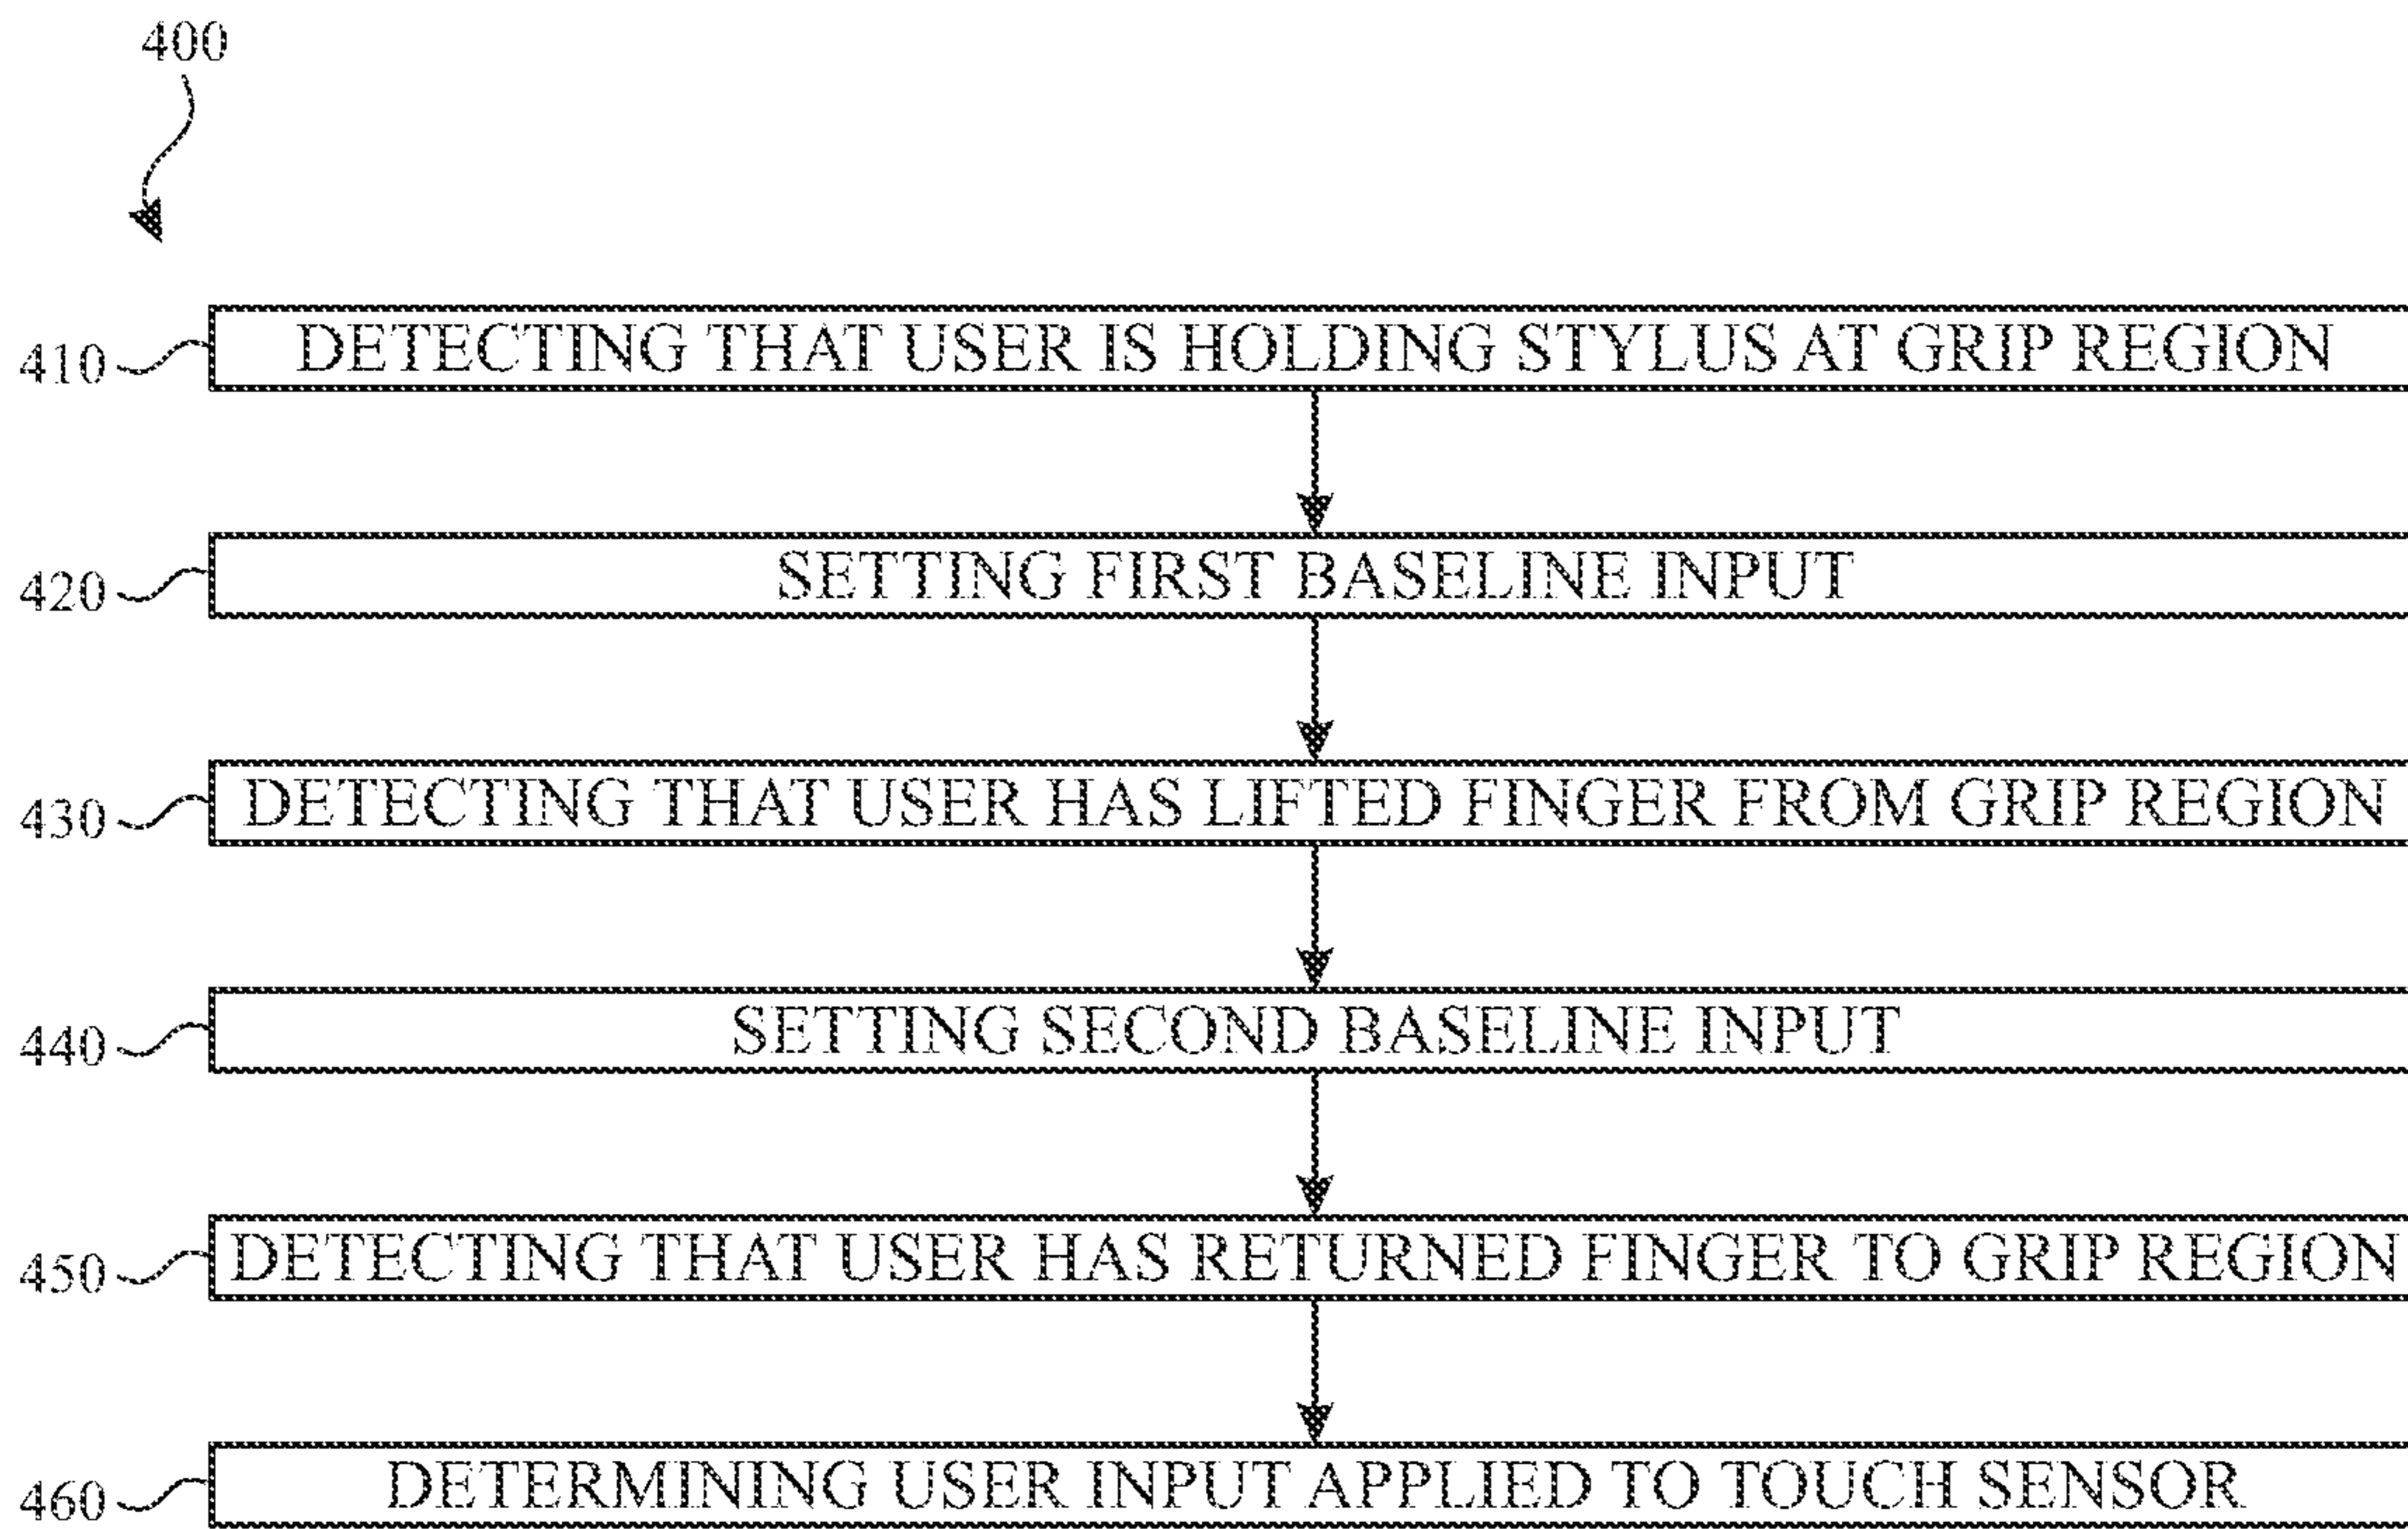 400
410 DETECTING THAT USER IS HOLDING STYLUS AT GRIP REGION
420 SETTING FIRST BASELINE INPUT
430 DETECTING THAT USER HAS LIFTED FINGER FROM GRIP REGION
440 SETTING SECOND BASELINE INPUT
450 DETECTING THAT USER HAS RETURNED FINGER TO GRIP REGION
460 DETERMINING USER INPUT APPLIED TO TOUCH SENSOR